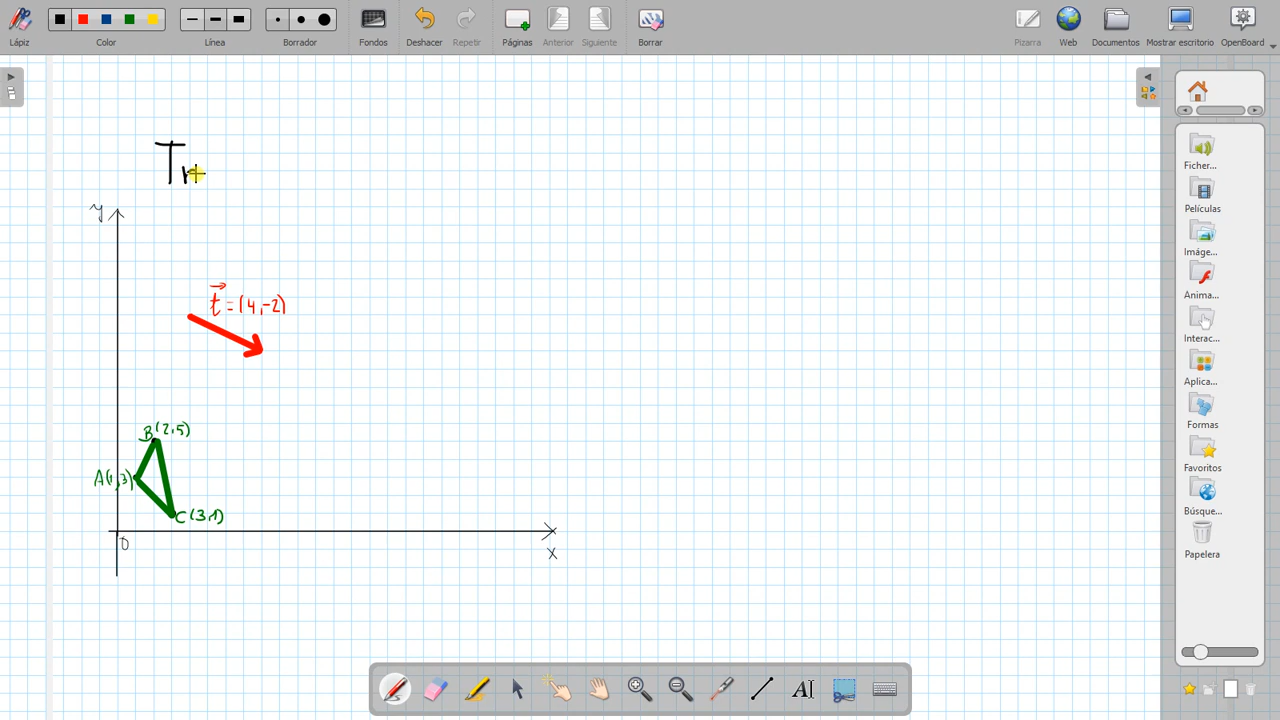 Lápiz
Color
Línea
Borrador
Fondos
Deshacer
Repetir
Páginas
Anterior
Siguiente
Borrar
Pizarra
Web
Documentos
Mostrar escritorio
OpenBoard
Tr
y
t = (4,-2)
B(2,5)
A(1,3)
C(3,1)
0
x
Ficher...
Películas
Imáge...
Anima...
Interac...
Aplica...
Formas
Favoritos
Búsque...
Papelera
AI